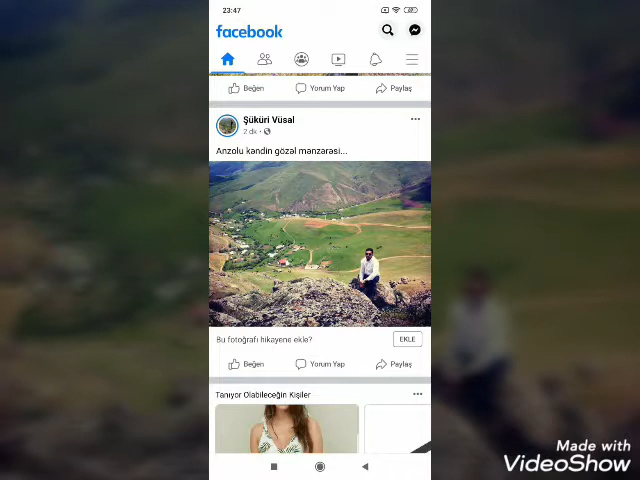 23:47
facebook
Beğen Yorum Yap Paylaş
Şüküri Vüsal
2 dk
Anzolu kəndin gözəl mənzərəsi...
Bu fotoğrafı hikayene ekle? EKLE
Beğen Yorum Yap Paylaş
Tanıyor Olabileceğin Kişiler
Made with
VideoShow